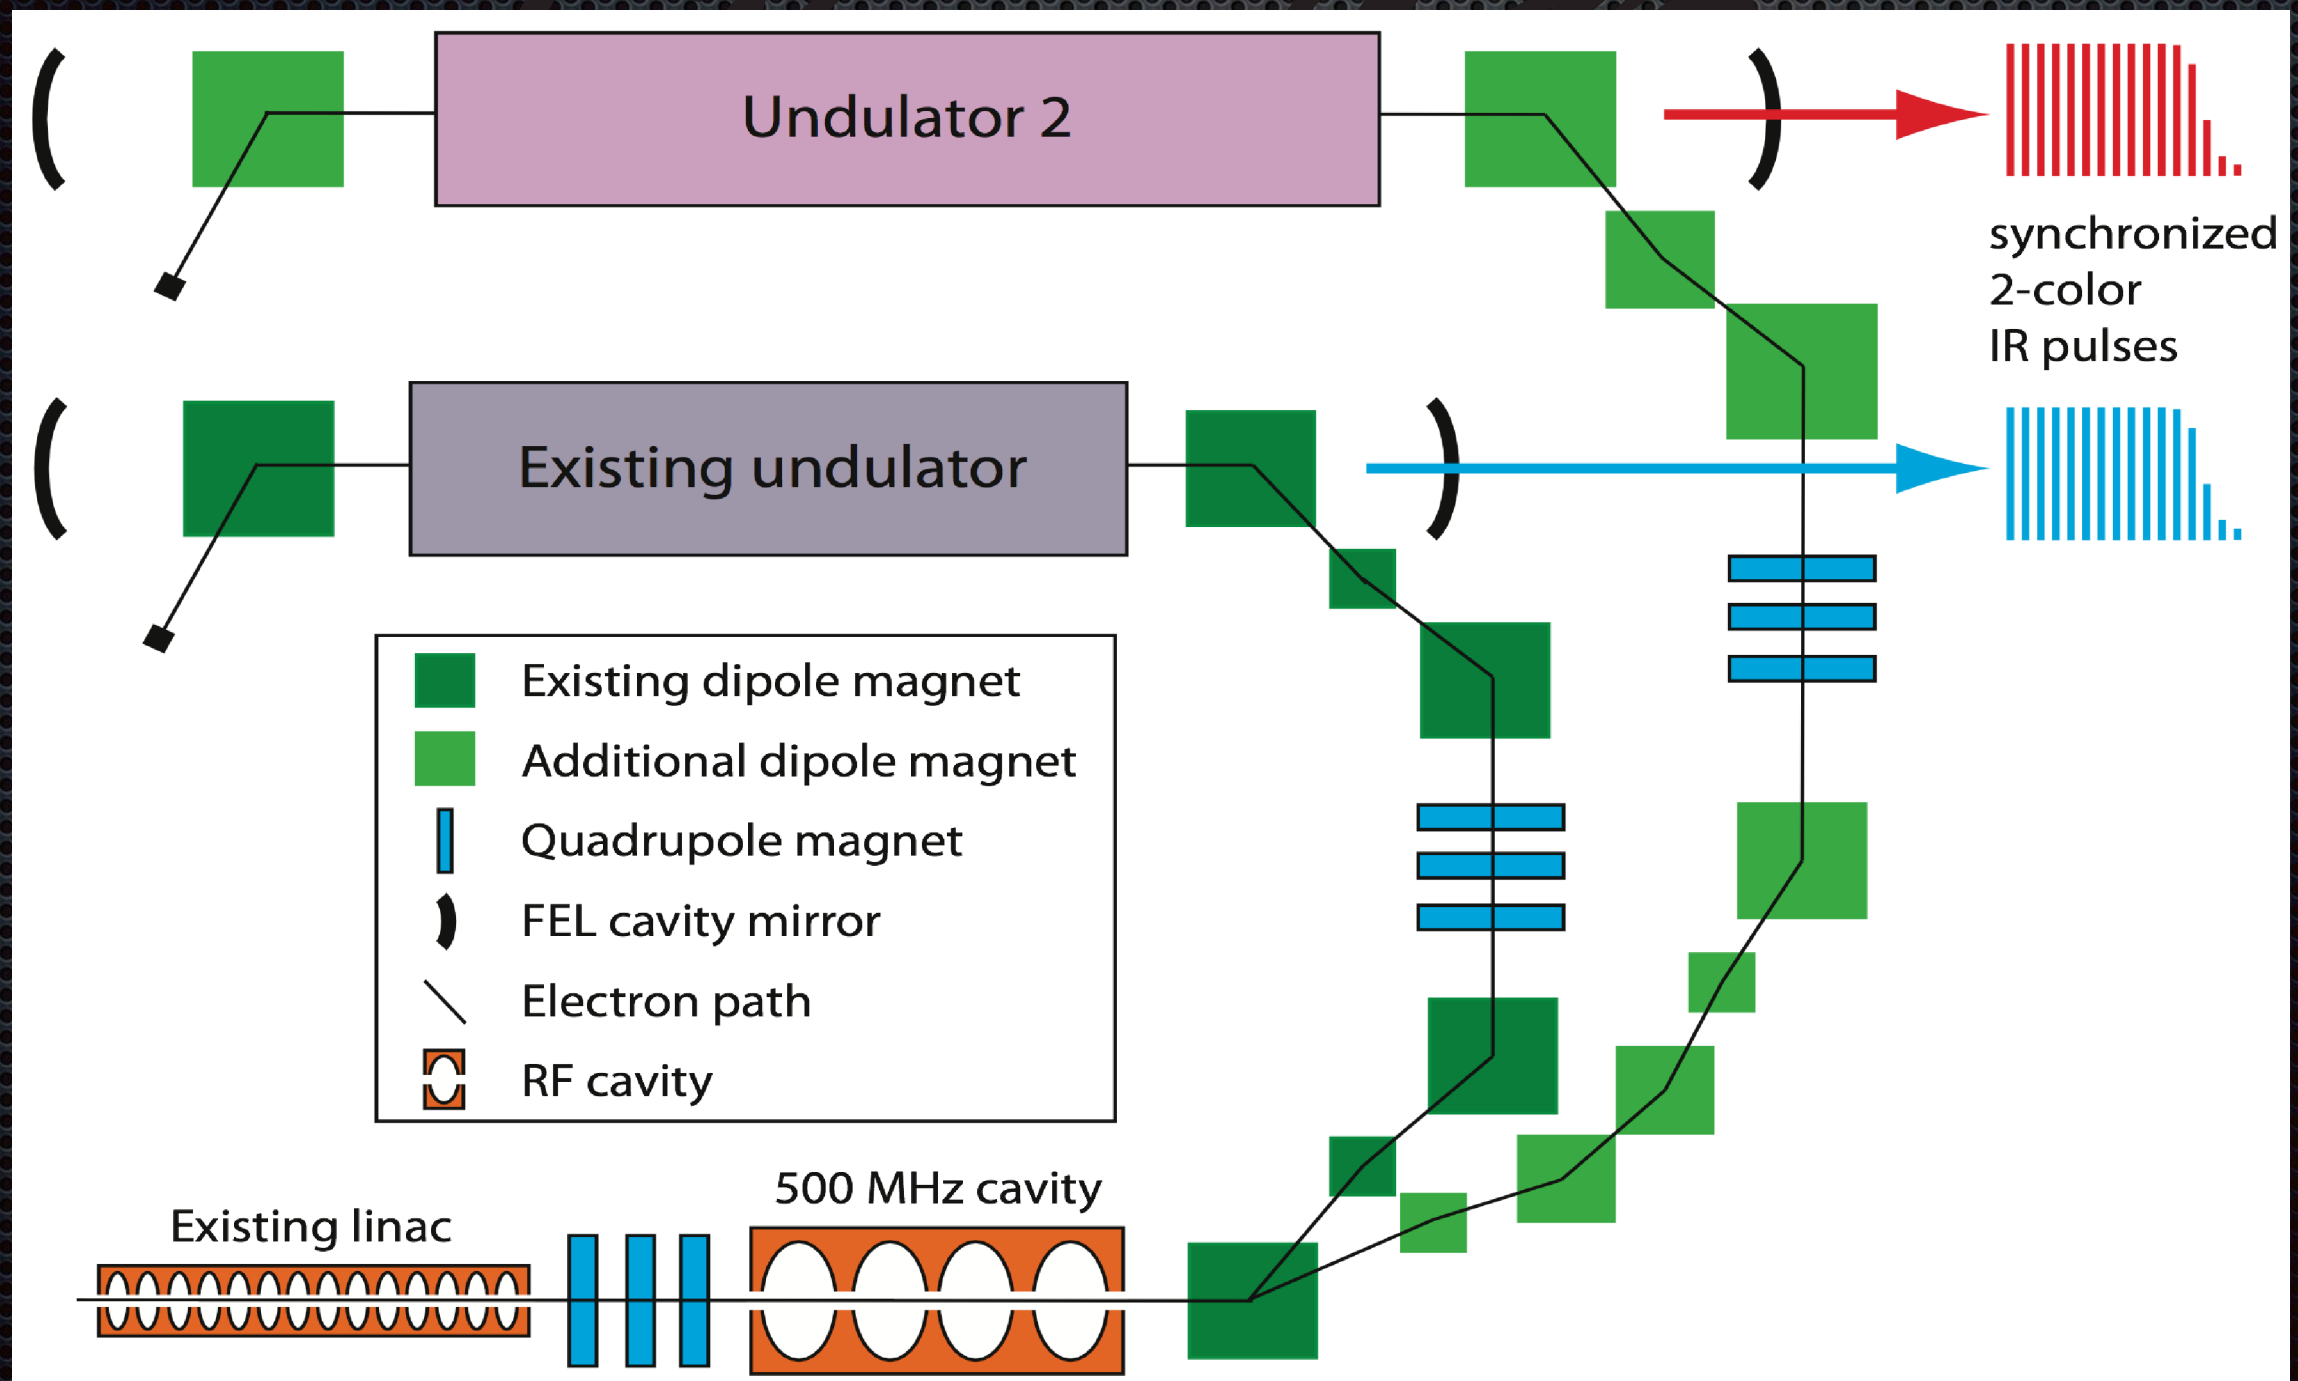 Undulator 2
synchronized
2-color
IR pulses
Existing undulator
Existing dipole magnet
Additional dipole magnet
Quadrupole magnet
FEL cavity mirror
Electron path
RF cavity
500 MHz cavity
Existing linac